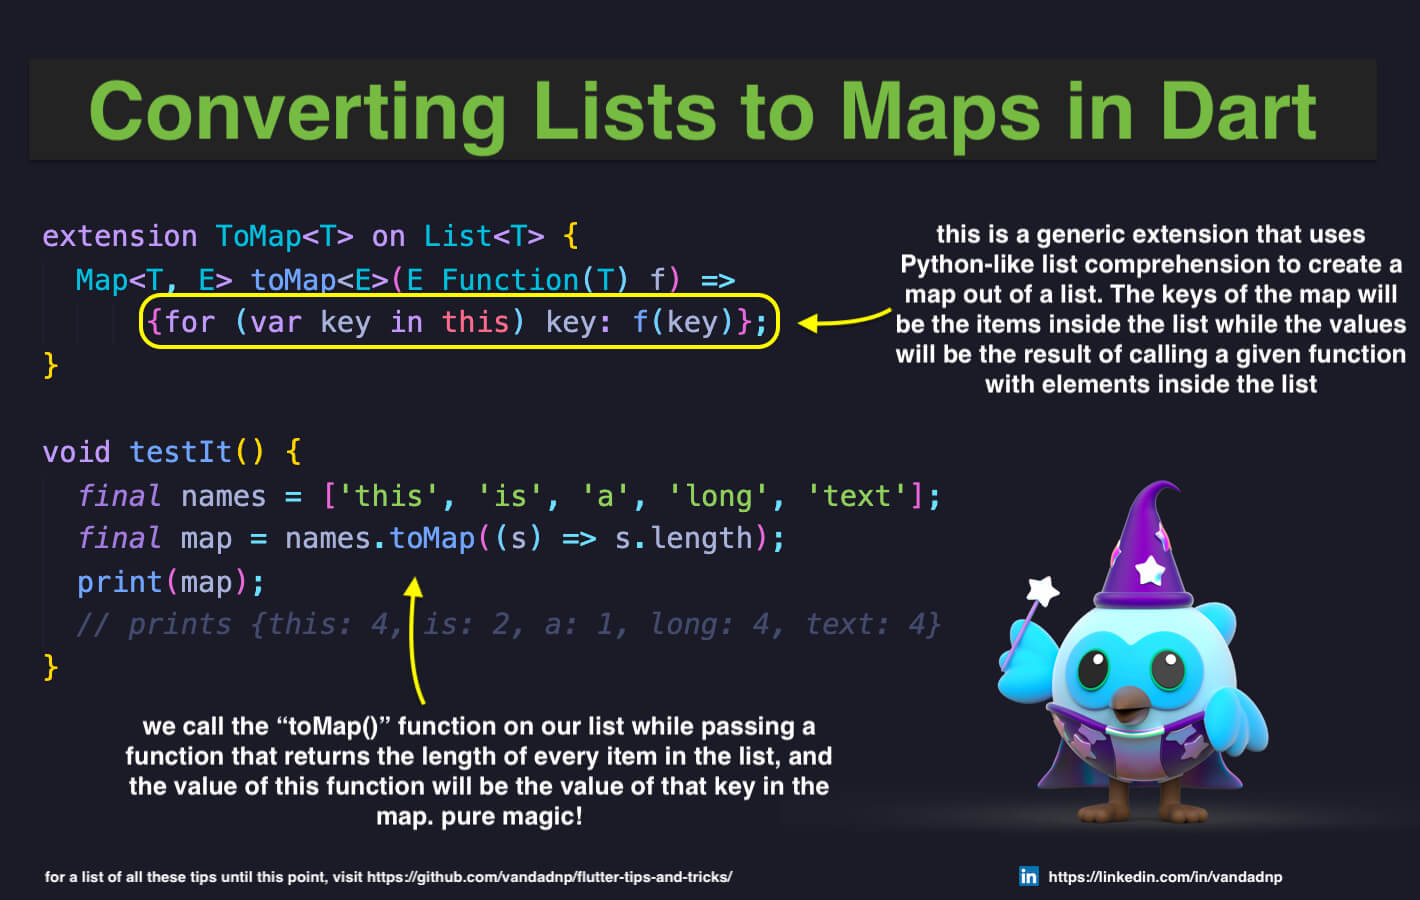 Converting Lists to Maps in Dart
extension ToMap<T> on List<T> {
Map<T, E> toMap<E>(E Function(T) f) =>
{for (var key in this) key: f(key)};
}
this is a generic extension that uses
Python-like list comprehension to create a
map out of a list. The keys of the map will
be the items inside the list while the values
will be the result of calling a given function
with elements inside the list
void testIt() {
final names = ['this', 'is', 'a', 'long', 'text'];
final map = names.toMap((s) => s.length);
print(map);
// prints {this: 4, is: 2, a: 1, long: 4, text: 4}
}
we call the “toMap()” function on our list while passing a
function that returns the length of every item in the list, and
the value of this function will be the value of that key in the
map. pure magic!
for a list of all these tips until this point, visit https://github.com/vandadnp/flutter-tips-and-tricks/
in https://linkedin.com/in/vandadnp